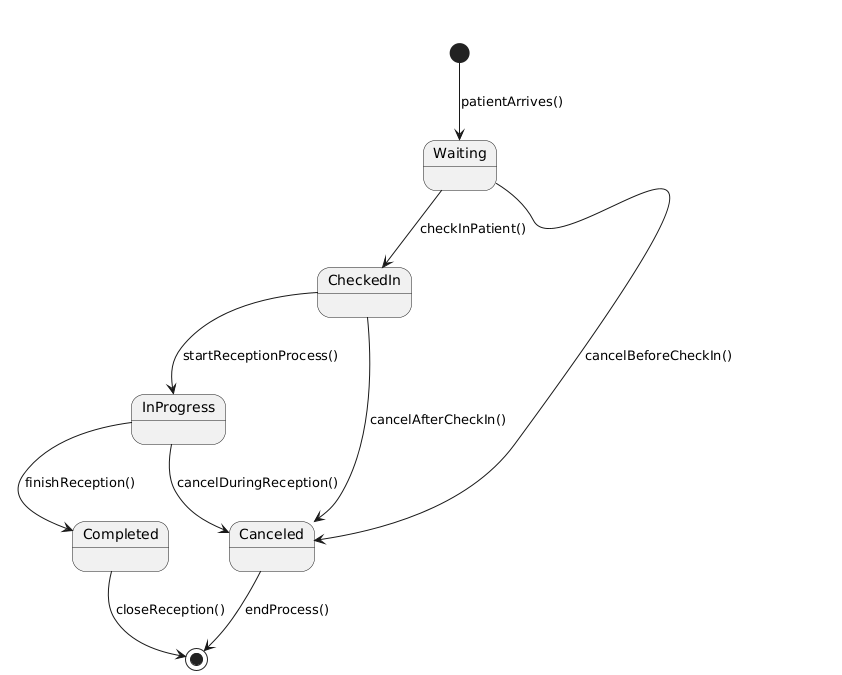 patientArrives()
Waiting
checkInPatient()
CheckedIn
startReceptionProcess()
cancelBeforeCheckIn()
InProgress
cancelAfterCheckIn()
finishReception()
cancelDuringReception()
Completed
Canceled
closeReception()
endProcess()